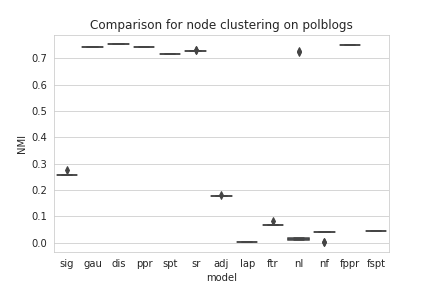 Comparison for node clustering on polblogs
NMI
0.7
0.6
0.5
0.4
0.3
0.2
0.1
0.0
sig gau dis ppr spt sr adj lap ftr nl nf fppr fspt
model